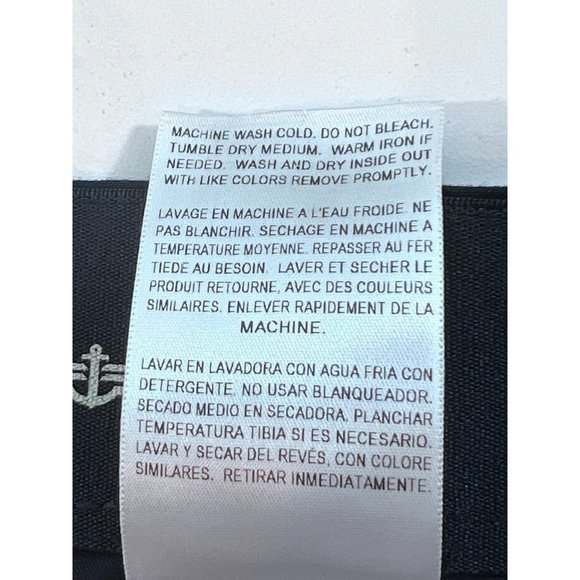 MACHINE WASH COLD. DO NOT BLEACH.
TUMBLE DRY MEDIUM. WARM IRON IF
NEEDED. WASH AND DRY INSIDE OUT
WITH LIKE COLORS REMOVE PROMPTLY.
LAVAGE EN MACHINE A L'EAU FROIDE. NE
PAS BLANCHIR. SECHAGE EN MACHINE A
TEMPERATURE MOYENNE. REPASSER AU FER
TIEDE AU BESOIN. LAVER ET SECHER LE
PRODUIT RETOURNE, AVEC DES COULEURS
SIMILAIRES. ENLEVER RAPIDEMENT DE LA
MACHINE.
LAVAR EN LAVADORA CON AGUA FRIA CON
DETERGENTE. NO USAR BLANQUEADOR.
SECADO MEDIO EN SECADORA. PLANCHAR
TEMPERATURA TIBIA SI ES NECESARIO.
LAVAR Y SECAR DEL REVÉS, CON COLORE
SIMILARES. RETIRAR INMEDIATAMENTE.